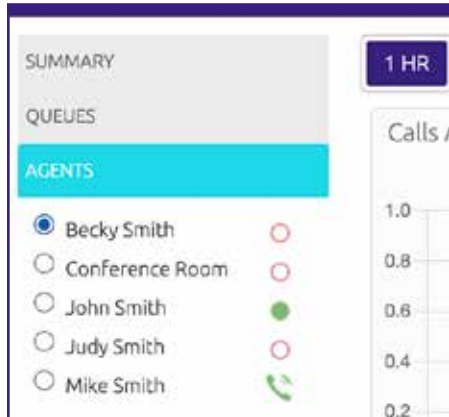 SUMMARY
QUEUES
AGENTS
Becky Smith
Conference Room
John Smith
Judy Smith
Mike Smith
1 HR
Calls
1.0
0.8
0.6
0.4
0.2